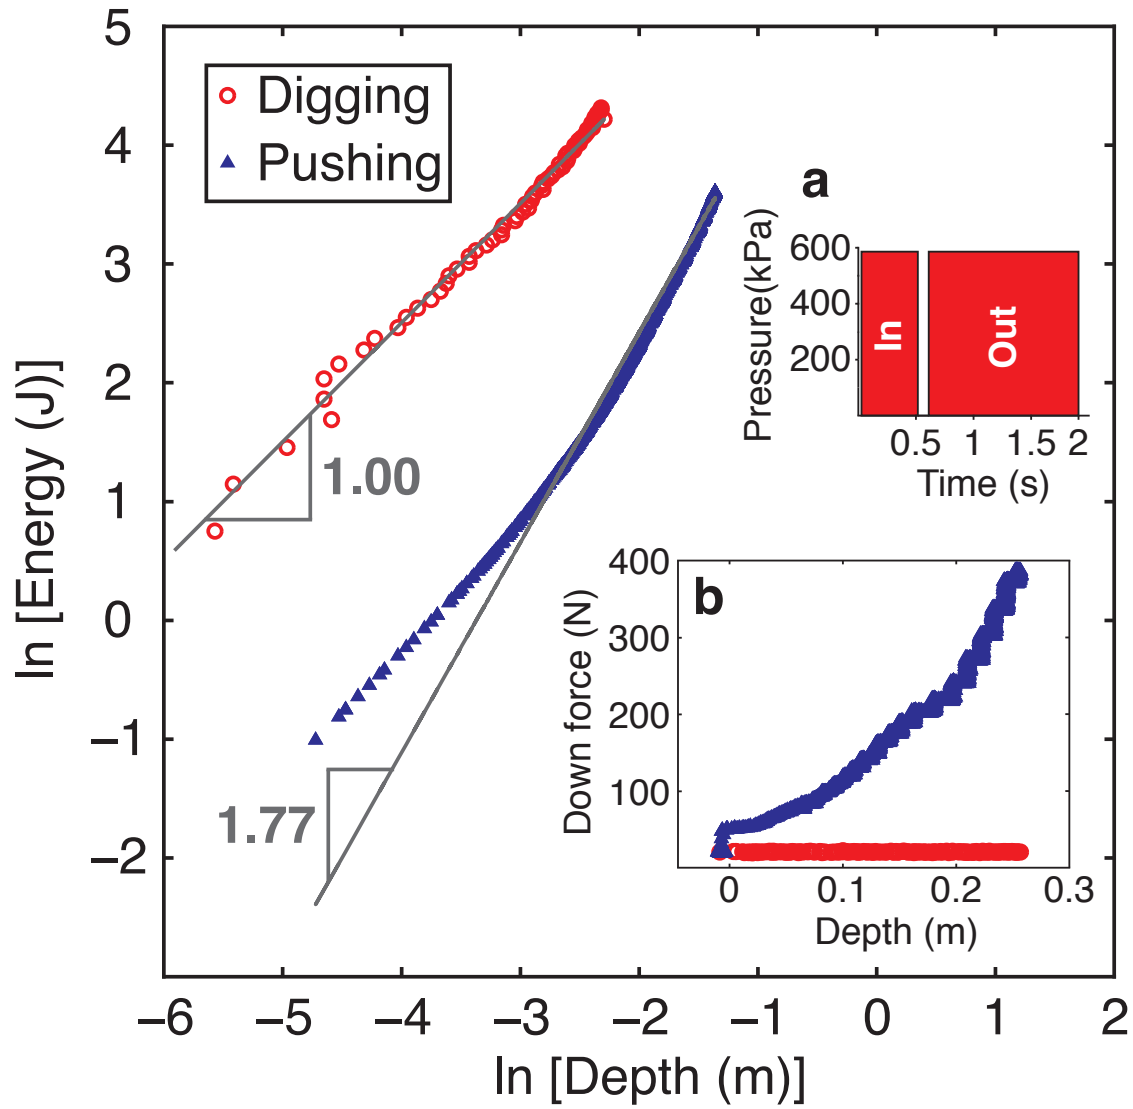 5
4
3
2
1
0
−1
−2
ln [Energy (J)]
Digging
Pushing
1.00
1.77
a
Pressure(kPa)
600
400
200
In
Out
0.5 1 1.5 2
Time (s)
b
Down force (N)
400
300
200
100
0 0.1 0.2 0.3
Depth (m)
−6 −5 −4 −3 −2 −1 0 1 2
ln [Depth (m)]